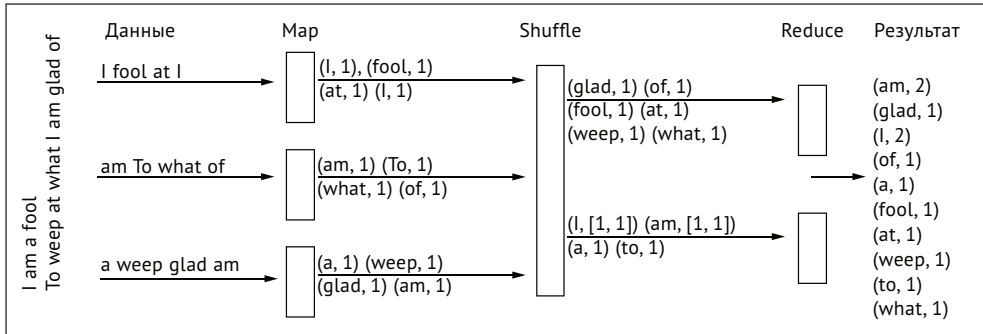 Данные
Map
Shuffle
Reduce
Результат
I am a fool
To weep at what I am glad of
I fool at I
(I, 1), (fool, 1)
(at, 1) (I, 1)
am To what of
(am, 1) (To, 1)
(what, 1) (of, 1)
a weep glad am
(a, 1) (weep, 1)
(glad, 1) (am, 1)
(glad, 1) (of, 1)
(fool, 1) (at, 1)
(weep, 1) (what, 1)
(I, [1, 1]) (am, [1, 1])
(a, 1) (to, 1)
(am, 2)
(glad, 1)
(I, 2)
(of, 1)
(a, 1)
(fool, 1)
(at, 1)
(weep, 1)
(to, 1)
(what, 1)